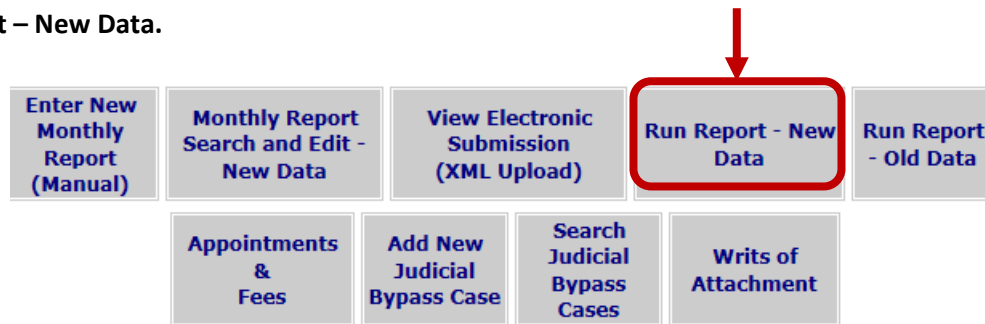 t – New Data.
Enter New
Monthly
Report
(Manual)
Monthly Report
Search and Edit -
New Data
View Electronic
Submission
(XML Upload)
Run Report - New
Data
Run Report
- Old Data
Appointments
&
Fees
Add New
Judicial
Bypass Case
Search
Judicial
Bypass
Cases
Writs of
Attachment